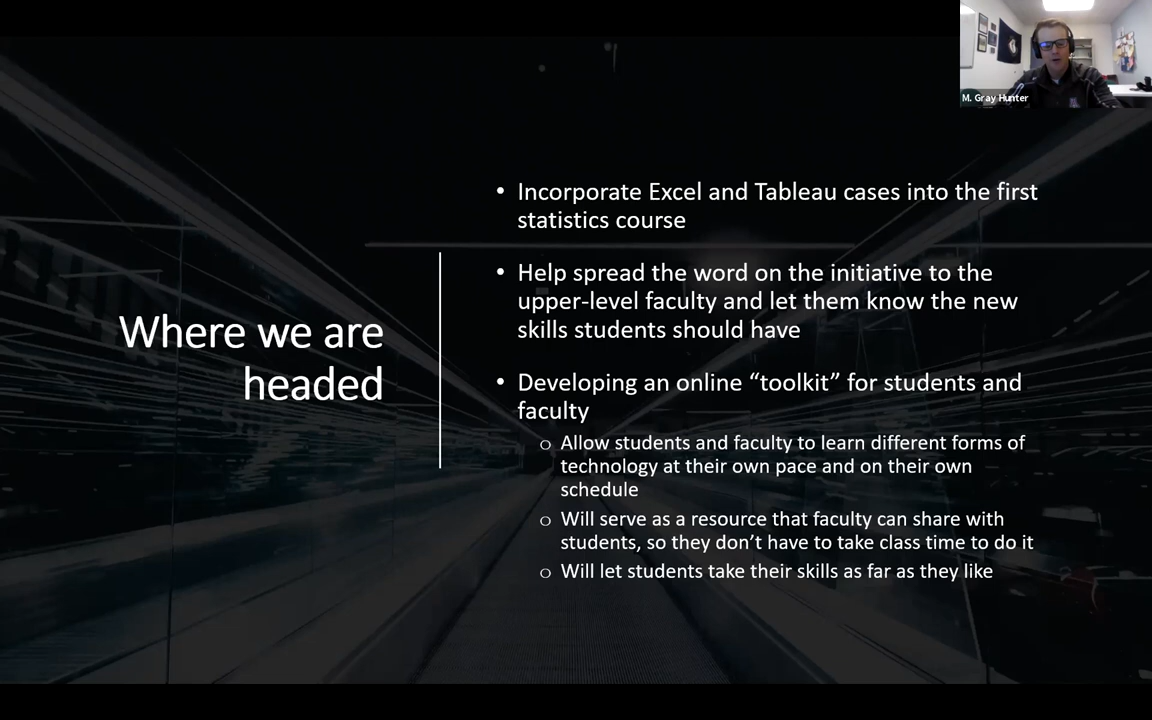 M. Gray Hunter
Where we are
headed
• Incorporate Excel and Tableau cases into the first
statistics course
• Help spread the word on the initiative to the
upper-level faculty and let them know the new
skills students should have
• Developing an online “toolkit” for students and
faculty
o Allow students and faculty to learn different forms of
technology at their own pace and on their own
schedule
o Will serve as a resource that faculty can share with
students, so they don’t have to take class time to do it
o Will let students take their skills as far as they like